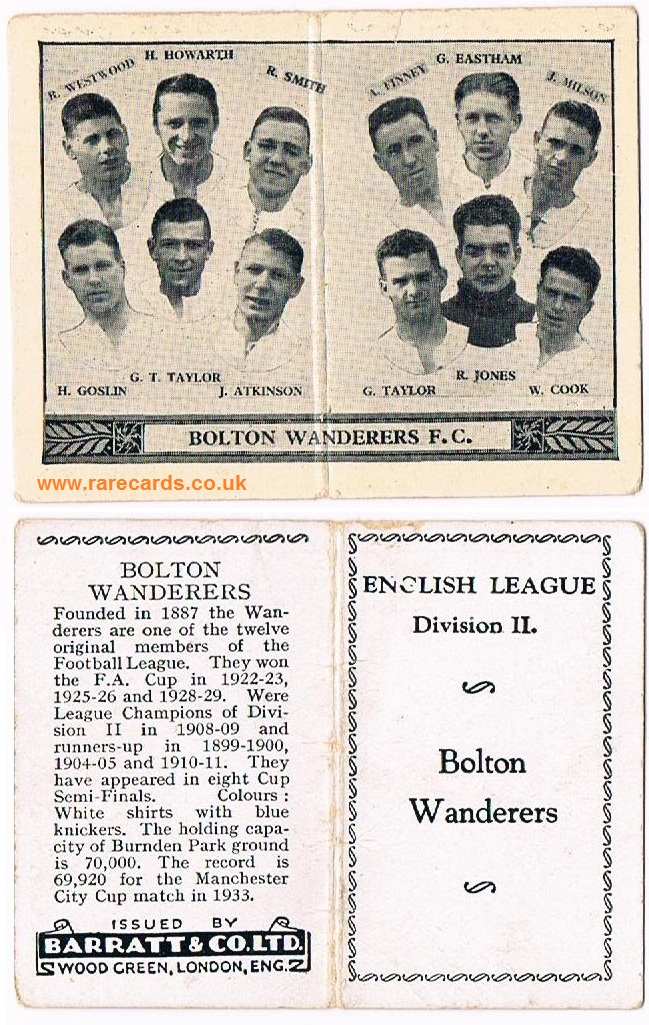 R. WESTWOOD
H. HOWARTH
R. SMITH
A. FINNEY
G. EASTHAM
J. MILSON
H. GOSLIN
G. T. TAYLOR
J. ATKINSON
G. TAYLOR
R. JONES
W. COOK
BOLTON WANDERERS F.C.
www.rarecards.co.uk
BOLTON
WANDERERS
Founded in 1887 the Wan-
derers are one of the twelve
original members of the
Football League. They won
the F.A. Cup in 1922-23,
1925-26 and 1928-29. Were
League Champions of Divi-
sion II in 1908-09 and
runners-up in 1899-1900,
1904-05 and 1910-11. They
have appeared in eight Cup
Semi-Finals. Colours :
White shirts with blue
knickers. The holding capa-
city of Burnden Park ground
is 70,000. The record is
69,920 for the Manchester
City Cup match in 1933.
ISSUED BY
BARRATT & CO. LTD.
WOOD GREEN, LONDON, ENG.
ENGLISH LEAGUE
Division II.
Bolton
Wanderers